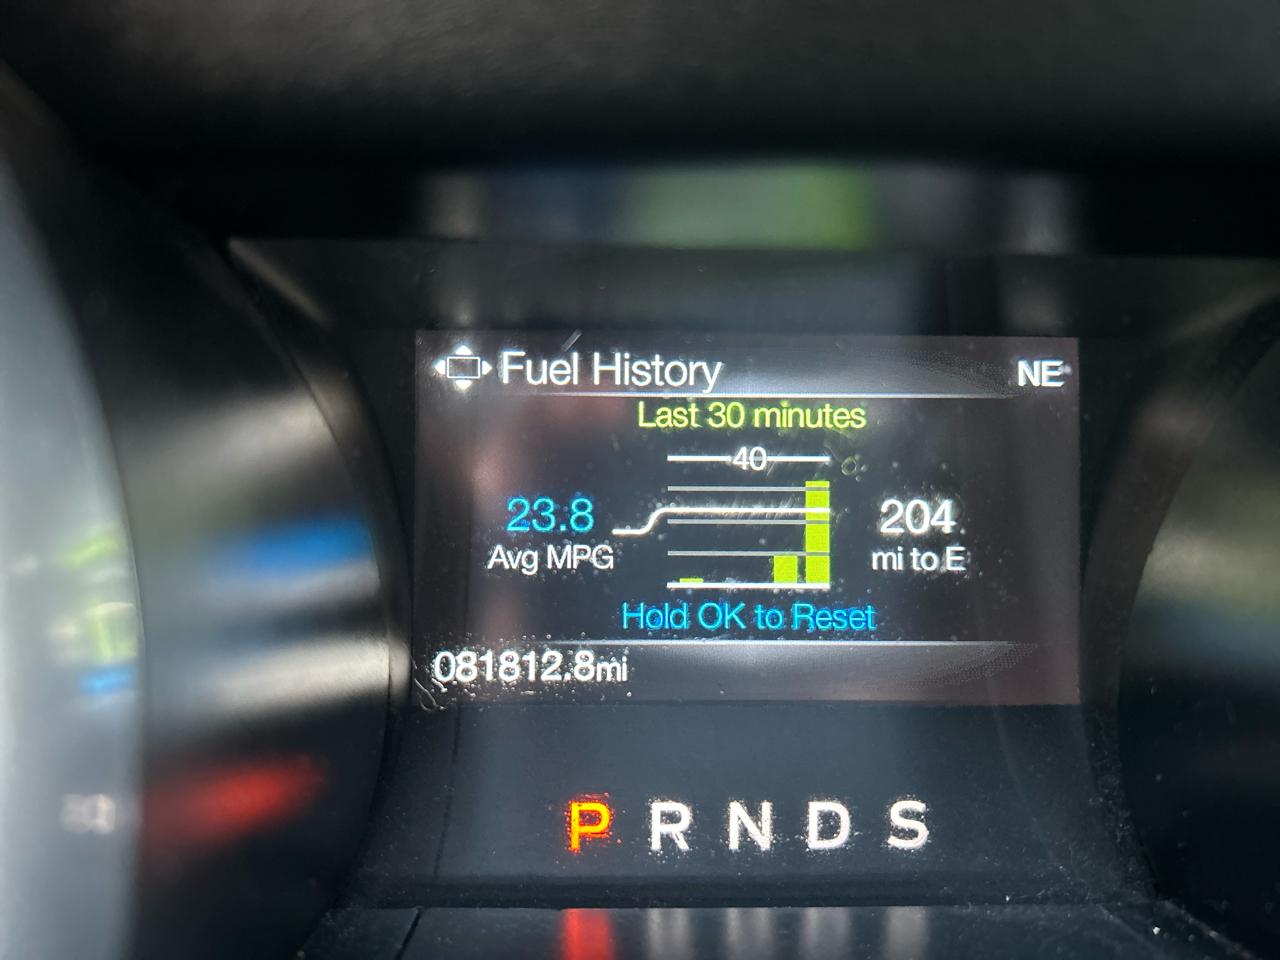 Fuel History NE
Last 30 minutes
40
23.8
Avg MPG
204
mi to E
Hold OK to Reset
081812.8mi
P R N D S